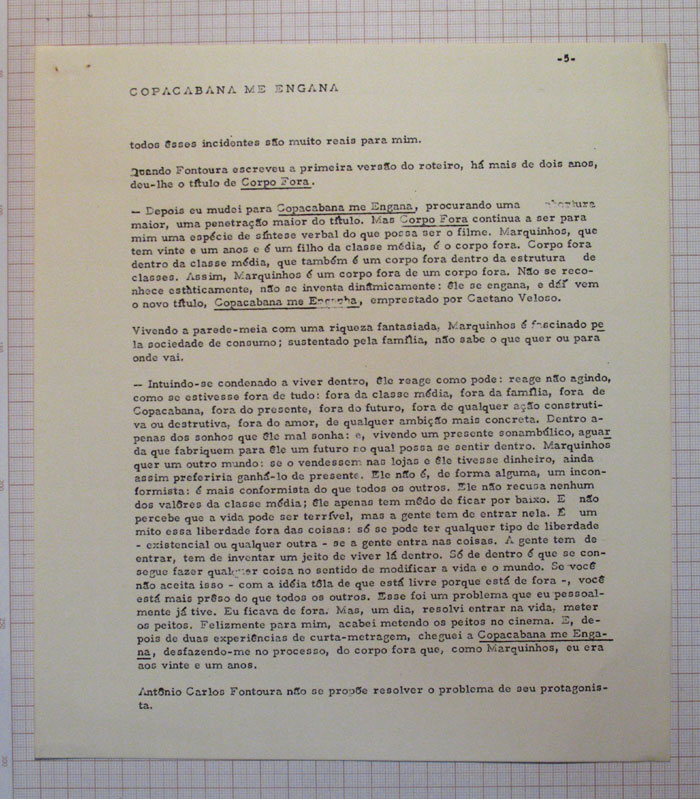 -5-
COPACABANA ME ENGANA
todos êsses incidentes são muito reais para mim.
Quando Fontoura escreveu a primeira versão do roteiro, há mais de dois anos,
deu-lhe o título de Corpo Fora.
— Depois eu mudei para Copacabana me Engana, procurando uma abertura
maior, uma penetração maior do título. Mas Corpo Fora continua a ser para
mim uma espécie de síntese verbal do que possa ser o filme. Marquinhos, que
tem vinte e um anos e é um filho da classe média, é o corpo fora. Corpo fora
dentro da classe média, que também é um corpo fora dentro da estrutura de
classes. Assim, Marquinhos é um corpo fora de um corpo fora. Não se reco-
nhece estàticamente, não se inventa dinâmicamente: êle se engana, e daí vem
o novo título, Copacabana me Engana, emprestado por Caetano Veloso.
Vivendo a parede-meia com uma riqueza fantasiada, Marquinhos é fascinado pe
la sociedade de consumo; sustentado pela família, não sabe o que quer ou para
onde vai.
— Intuindo-se condenado a viver dentro, êle reage como pode: reage não agindo,
como se estivesse fora de tudo: fora da classe média, fora da família, fora de
Copacabana, fora do presente, fora do futuro, fora de qualquer ação construti-
va ou destrutiva, fora do amor, de qualquer ambição mais concreta. Dentro a-
penas dos sonhos que êle mal sonha: e, vivendo um presente sonambúlico, aguar
da que fabriquem para êle um futuro no qual possa se sentir dentro. Marquinhos
quer um outro mundo: se o vendessem nas lojas e êle tivesse dinheiro, ainda
assim preferiria ganhá-lo de presente. Ele não é, de forma alguma, um incon-
formista: é mais conformista do que todos os outros. Ele não recusa nenhum
dos valôres da classe média; êle apenas tem mêdo de ficar por baixo. E não
percebe que a vida pode ser terrível, mas a gente tem de entrar nela. É um
mito essa liberdade fora das coisas: só se pode ter qualquer tipo de liberdade
- existencial ou qualquer outra - se a gente entra nas coisas. A gente tem de
entrar, tem de inventar um jeito de viver lá dentro. Só de dentro é que se con-
segue fazer qualquer coisa no sentido de modificar a vida e o mundo. Se você
não aceita isso - com a idéia tôla de que está livre porque está de fora -, você
está mais prêso do que todos os outros. Esse foi um problema que eu pessoal-
mente já tive. Eu ficava de fora. Mas, um dia, resolvi entrar na vida, meter
os peitos. Felizmente para mim, acabei metendo os peitos no cinema. E, de-
pois de duas experiências de curta-metragem, cheguei a Copacabana me Enga-
na, desfazendo-me no processo, do corpo fora que, como Marquinhos, eu era
aos vinte e um anos.
Antônio Carlos Fontoura não se propõe resolver o problema de seu protagonis-
ta.